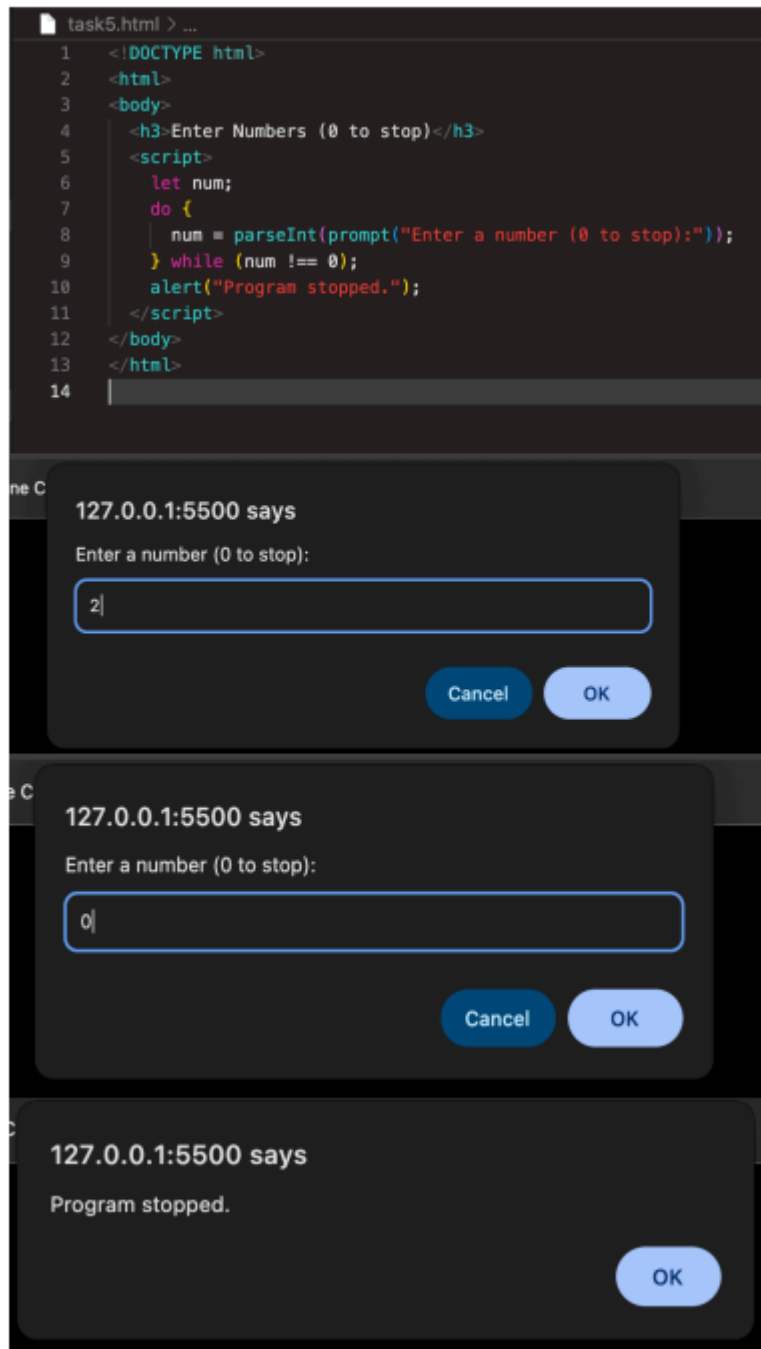 task5.html > ...
1 <!DOCTYPE html>
2 <html>
3 <body>
4 <h3>Enter Numbers (0 to stop)</h3>
5 <script>
6 let num;
7 do {
8 num = parseInt(prompt("Enter a number (0 to stop):"));
9 } while (num !== 0);
10 alert("Program stopped.");
11 </script>
12 </body>
13 </html>
14
ne C
127.0.0.1:5500 says
Enter a number (0 to stop):
2
Cancel OK
e C
127.0.0.1:5500 says
Enter a number (0 to stop):
0
Cancel OK
127.0.0.1:5500 says
Program stopped.
OK